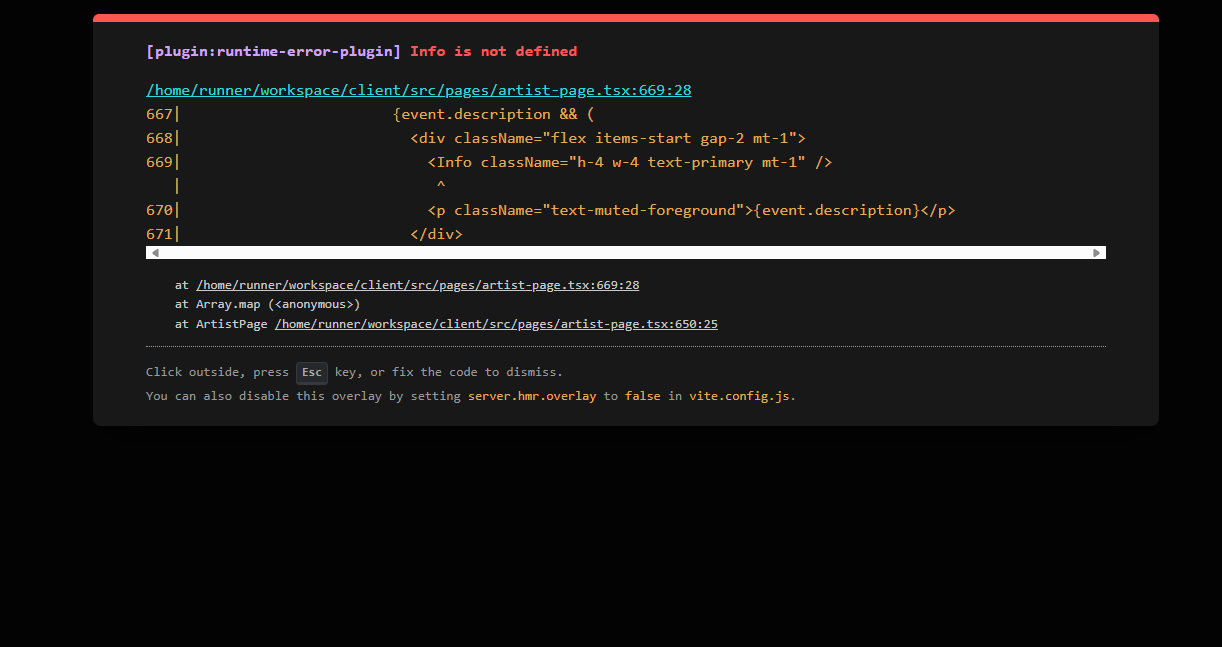 [plugin:runtime-error-plugin] Info is not defined
/home/runner/workspace/client/src/pages/artist-page.tsx:669:28
667|                        {event.description && (
668|                          <div className="flex items-start gap-2 mt-1">
669|                            <Info className="h-4 w-4 text-primary mt-1" />
   |                             ^
670|                            <p className="text-muted-foreground">{event.description}</p>
671|                          </div>
at /home/runner/workspace/client/src/pages/artist-page.tsx:669:28
at Array.map (<anonymous>)
at ArtistPage /home/runner/workspace/client/src/pages/artist-page.tsx:650:25
Click outside, press Esc key, or fix the code to dismiss.
You can also disable this overlay by setting server.hmr.overlay to false in vite.config.js.